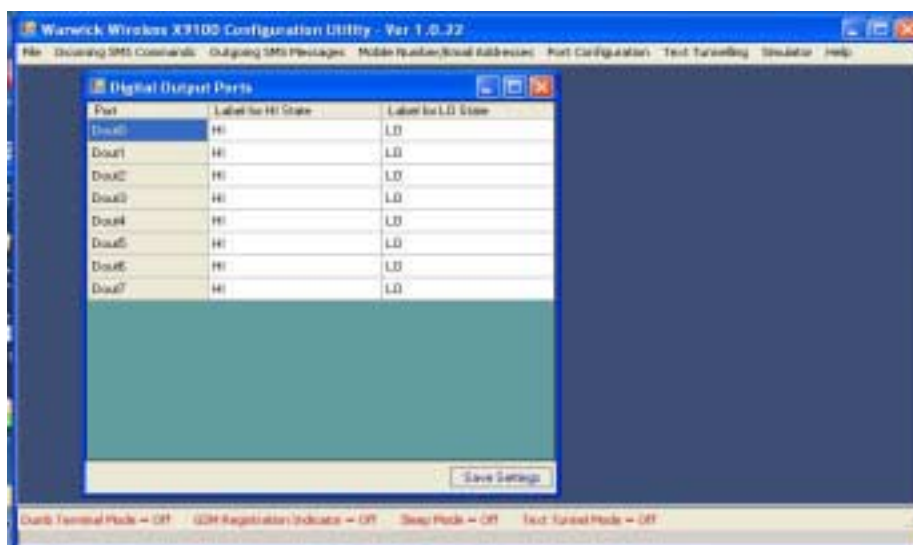 Warwick Wireless X9100 Configuration Utility - Ver 1.0.22
File Incoming SMS Commands Outgoing SMS Messages Mobile Number/Email Addresses Port Configuration Text Tunnelling Simulator Help
Digital Output Ports
Port Label for HI State Label for LO State
Dout0 HI LO
Dout1 HI LO
Dout2 HI LO
Dout3 HI LO
Dout4 HI LO
Dout5 HI LO
Dout6 HI LO
Dout7 HI LO
Save Settings
Dumb Terminal Mode = Off GSM Registration Indicator = Off Sleep Mode = Off Text Tunnel Mode = Off